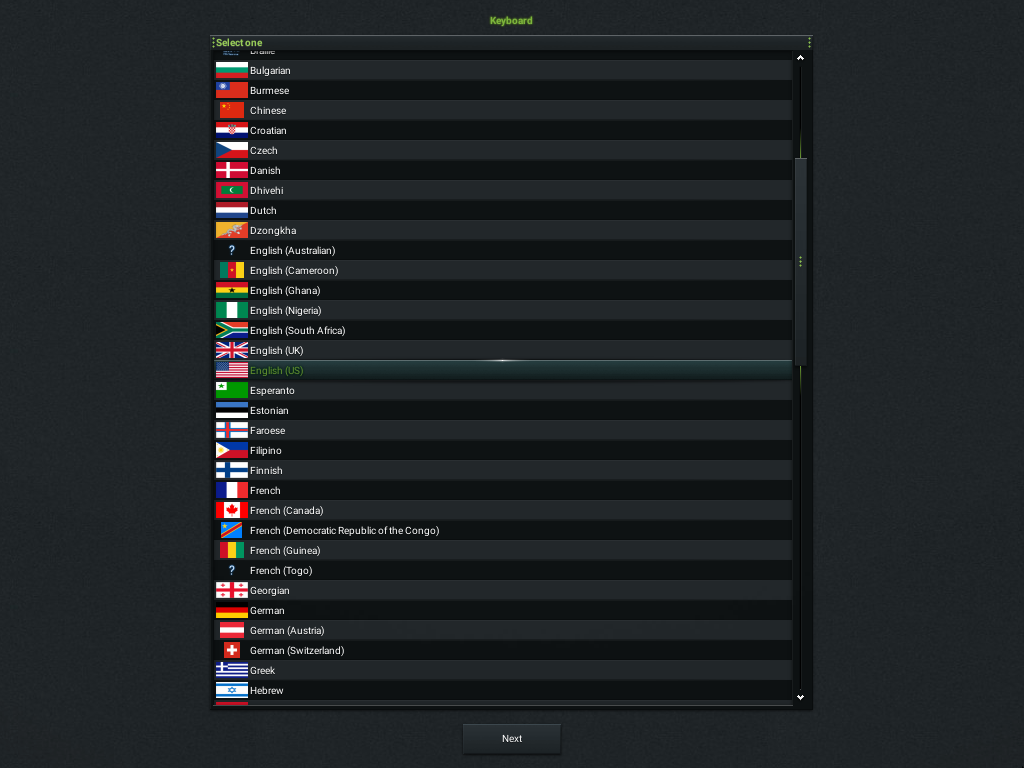 Keyboard
Select one
Braille
Bulgarian
Burmese
Chinese
Croatian
Czech
Danish
Dhivehi
Dutch
Dzongkha
? English (Australian)
English (Cameroon)
English (Ghana)
English (Nigeria)
English (South Africa)
English (UK)
English (US)
Esperanto
Estonian
Faroese
Filipino
Finnish
French
French (Canada)
French (Democratic Republic of the Congo)
French (Guinea)
? French (Togo)
Georgian
German
German (Austria)
German (Switzerland)
Greek
Hebrew
Next